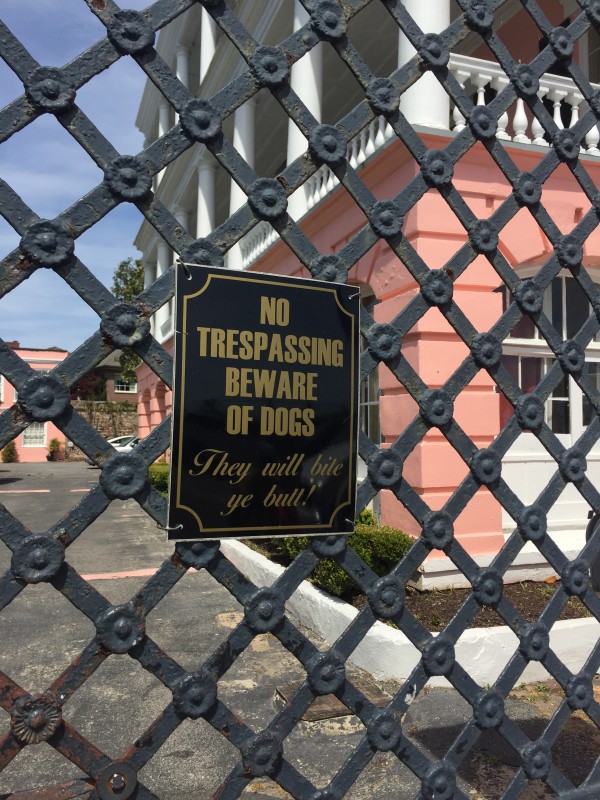 NO
TRESPASSING
BEWARE
OF DOGS
They will bite
ye butt!